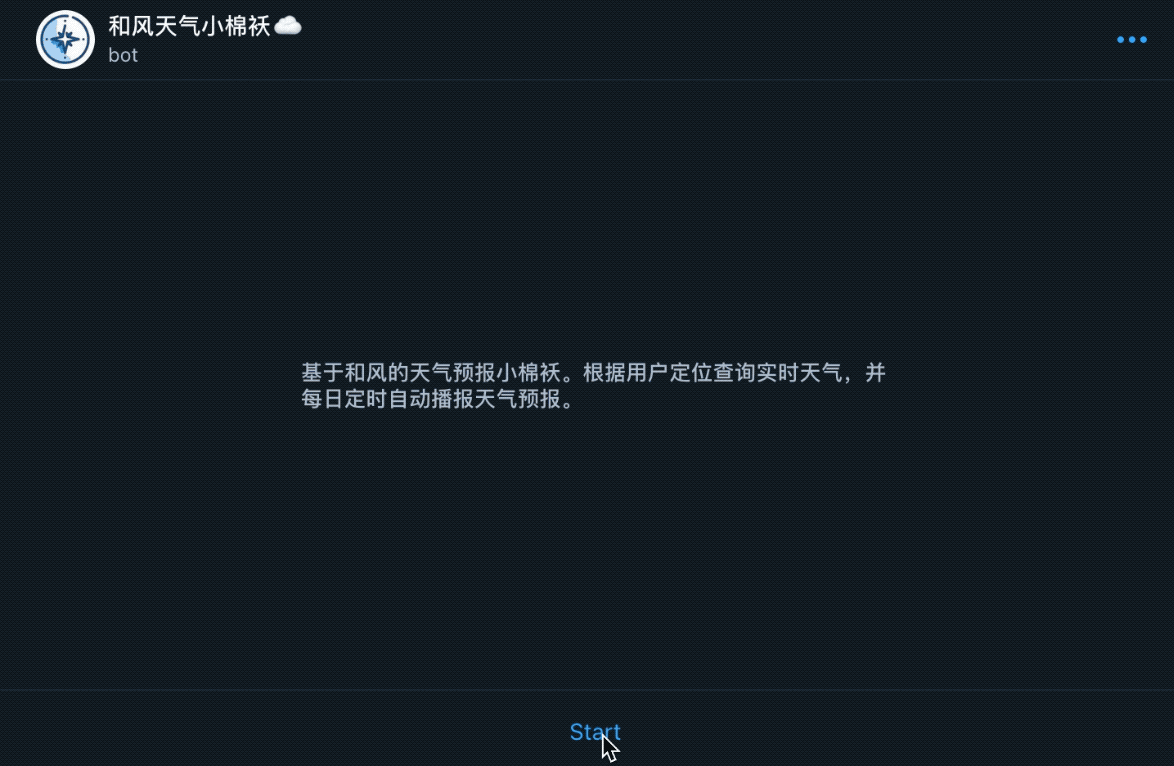 和风天气小棉袄☁️
bot
基于和风的天气预报小棉袄。根据用户定位查询实时天气，并
每日定时自动播报天气预报。
Start